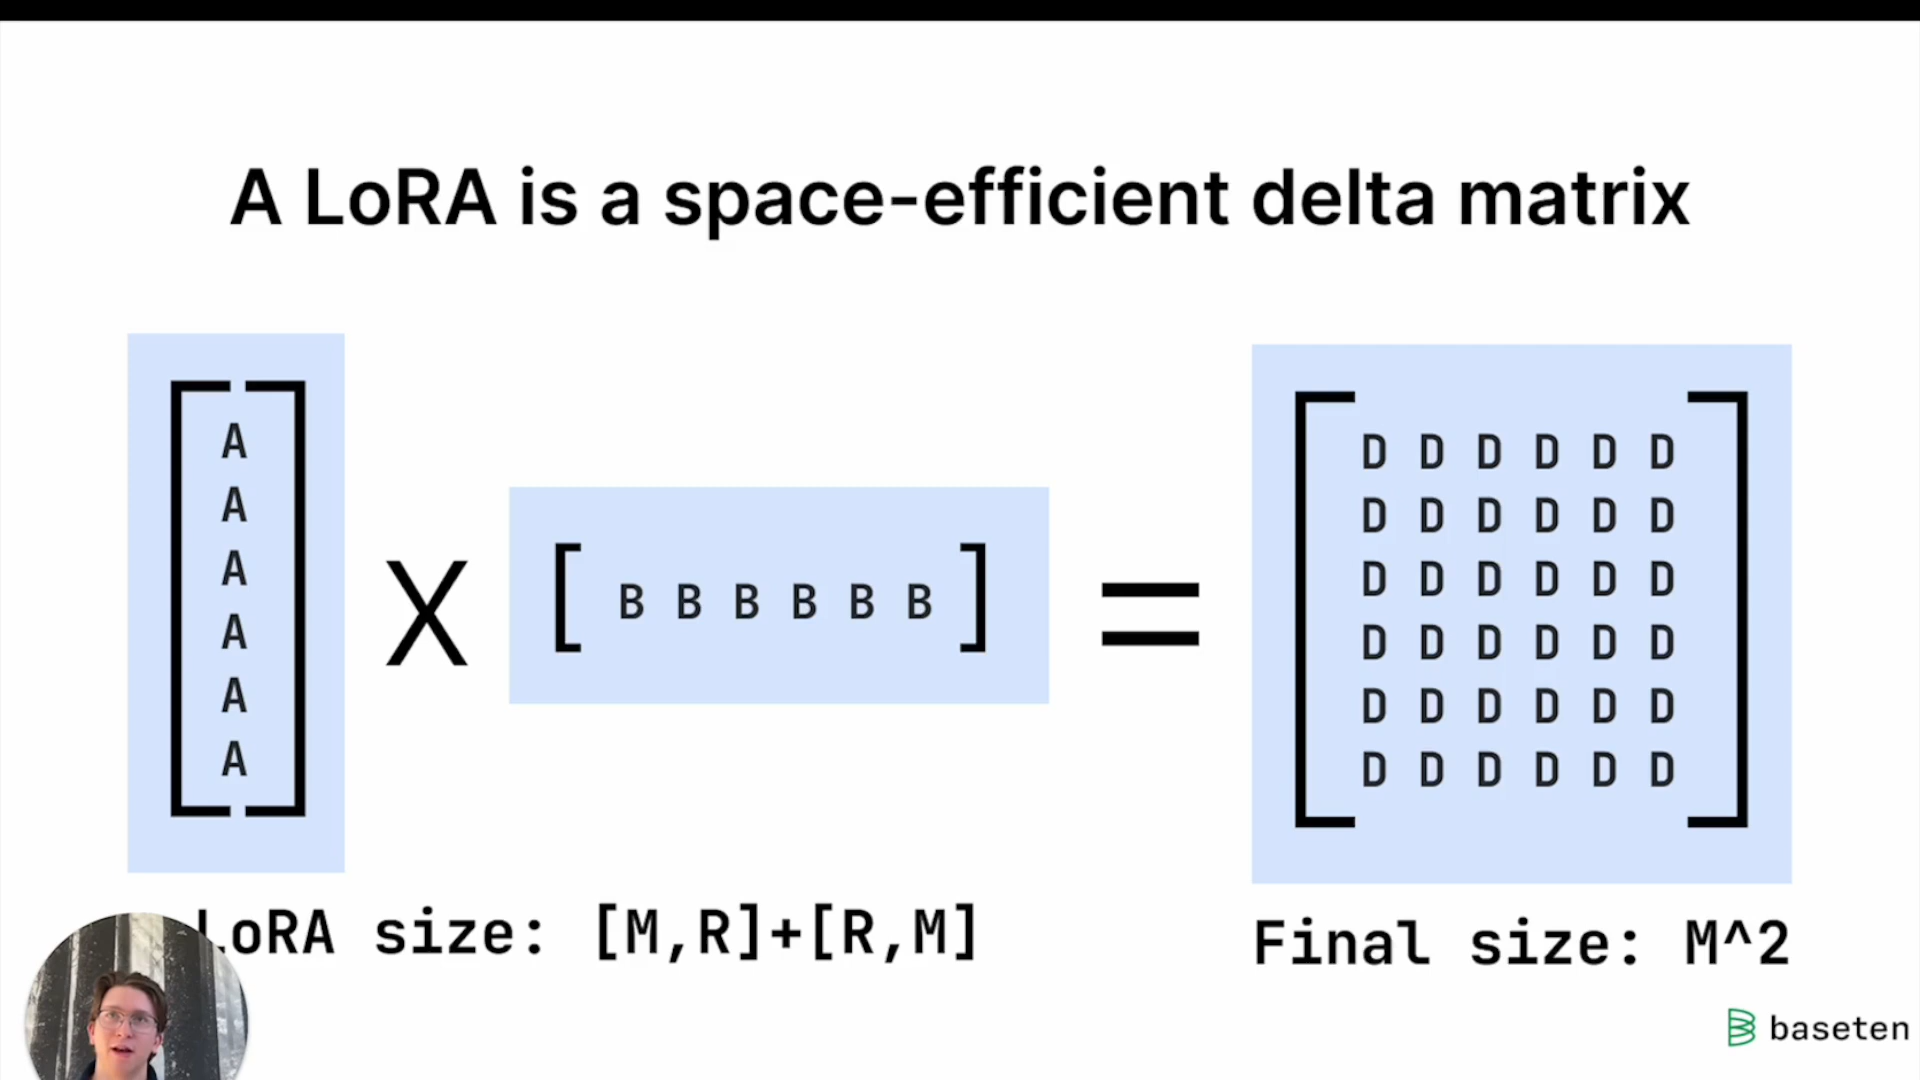 A LoRA is a space-efficient delta matrix
A
A
A
A
A
A
X
[ B B B B B B ]
=
D D D D D D
D D D D D D
D D D D D D
D D D D D D
D D D D D D
D D D D D D
LoRA size: [M,R]+[R,M]
Final size: M^2
baseten